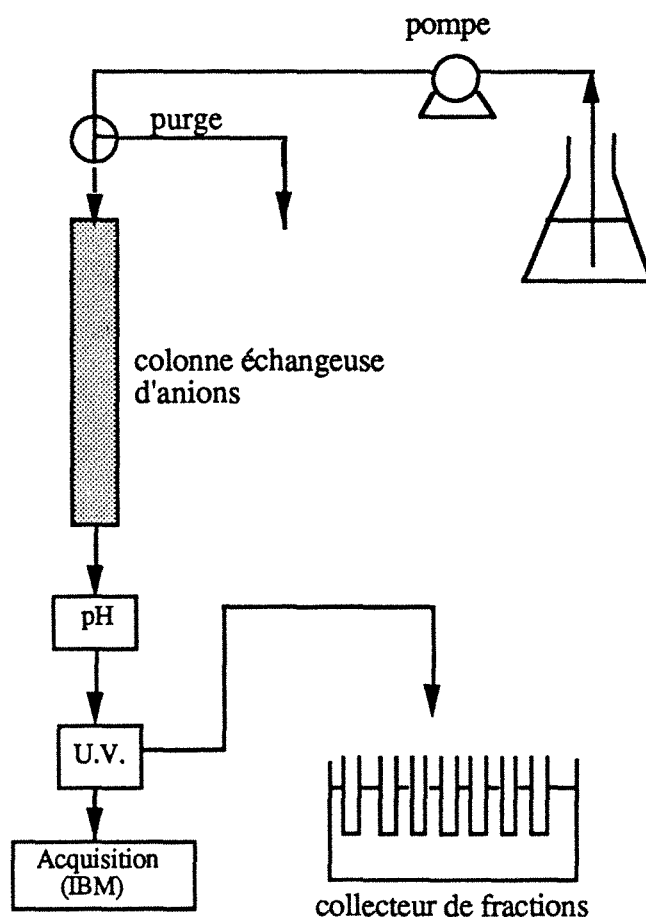 pompe
purge
colonne échangeuse
d'anions
pH
U.V.
Acquisition
(IBM)
collecteur de fractions